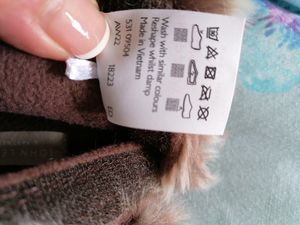 Wash with similar
colours
Reshape whilst damp
Made in Vietnam
531 09504
AW22
18223